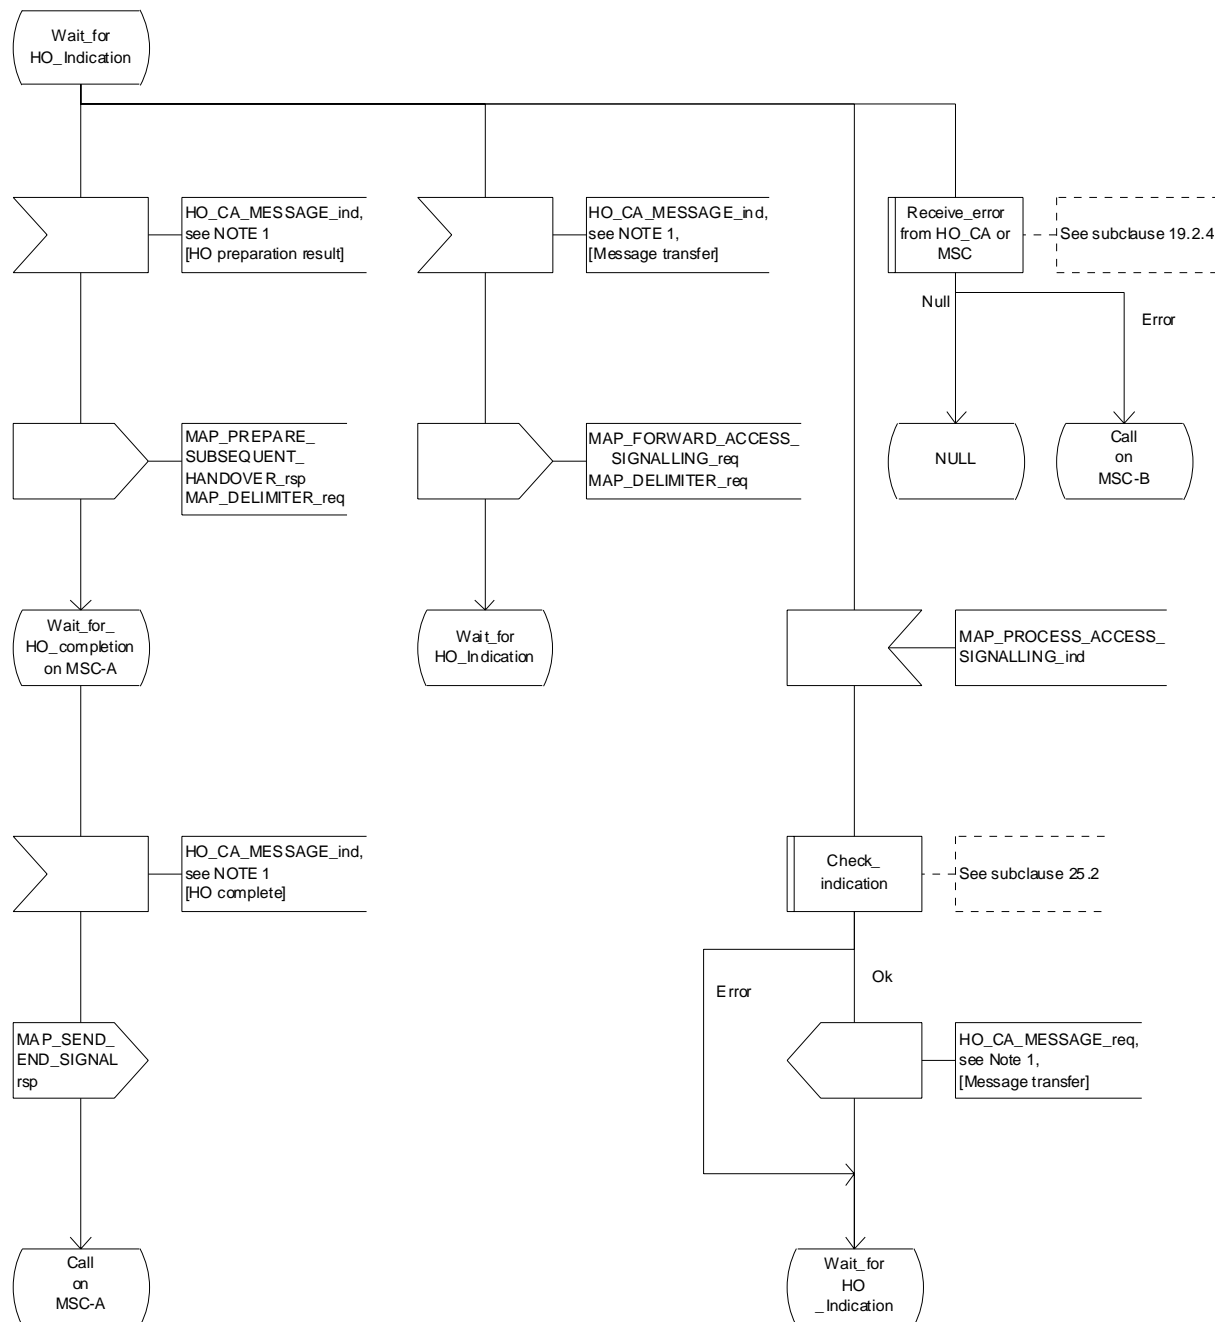 Wait_for
HO_Indication
HO_CA_MESSAGE_ind,
see NOTE 1
[HO preparation result]
HO_CA_MESSAGE_ind,
see NOTE 1,
[Message transfer]
Receive_error
from HO_CA or
MSC
See subclause 19.2.4
Null
Error
MAP_PREPARE_
SUBSEQUENT_
HANDOVER_rsp
MAP_DELIMITER_req
MAP_FORWARD_ACCESS_
SIGNALLING_req
MAP_DELIMITER_req
NULL
Call
on
MSC-B
Wait_for_
HO_completion
on MSC-A
Wait_for
HO_Indication
MAP_PROCESS_ACCESS_
SIGNALLING_ind
HO_CA_MESSAGE_ind,
see NOTE 1
[HO complete]
Check_
indication
See subclause 25.2
Error
Ok
MAP_SEND_
END_SIGNAL
rsp
HO_CA_MESSAGE_req,
see Note 1,
[Message transfer]
Call
on
MSC-A
Wait_for
HO
_Indication